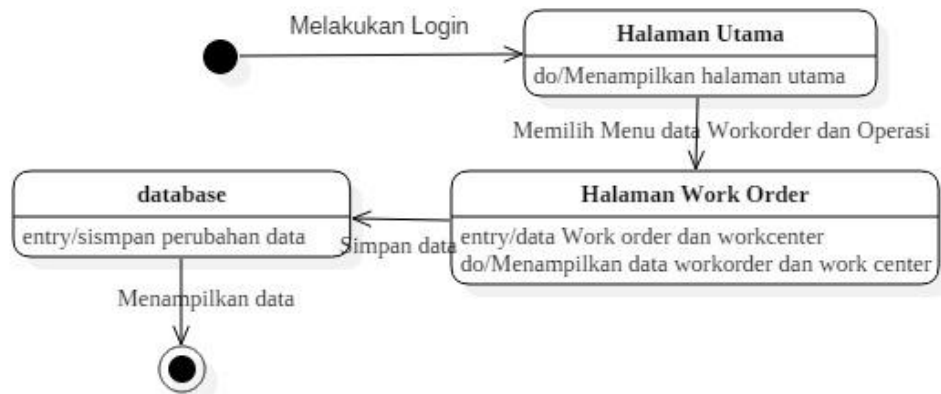 Melakukan Login
Halaman Utama
do/Menampilkan halaman utama
Memilih Menu data Workorder dan Operasi
Halaman Work Order
entry/data Work order dan workcenter
do/Menampilkan data workorder dan work center
Simpan data
database
entry/sismpan perubahan data
Menampilkan data